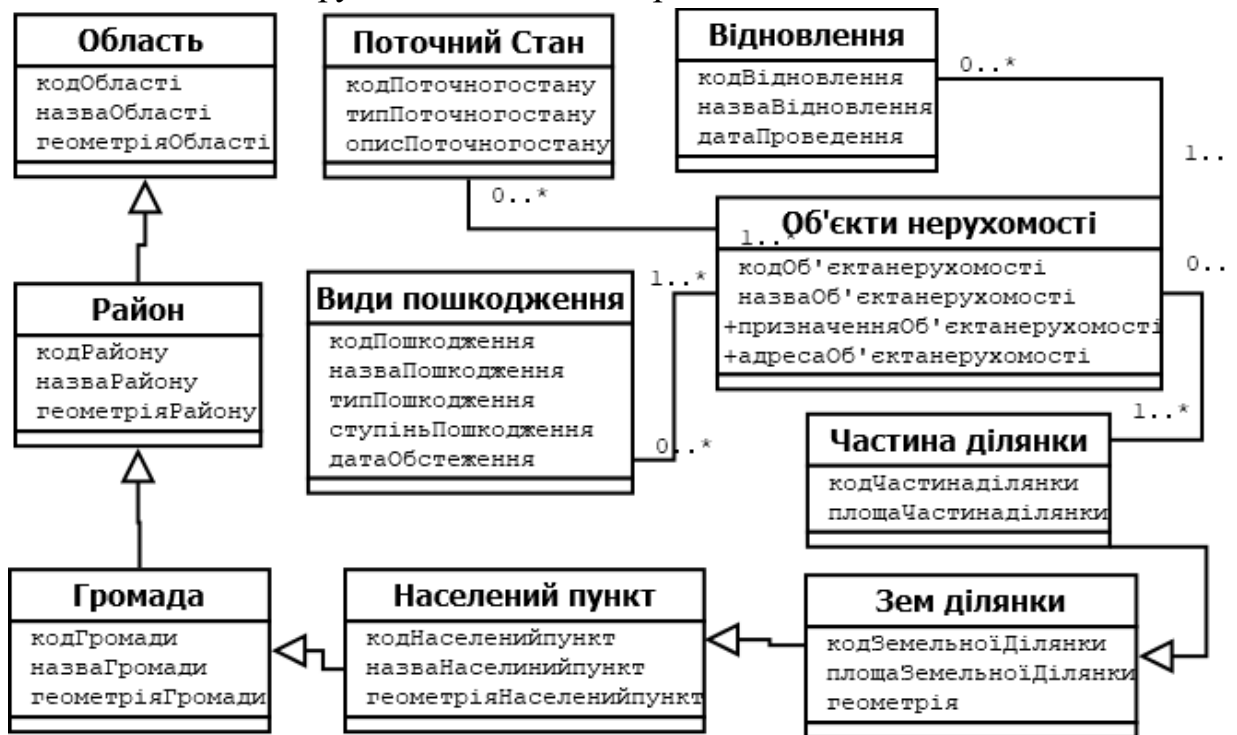 Область
кодОбласті
назваОбласті
геометріяОбласті
Поточний Стан
кодПоточногостану
типПоточногостану
описПоточногостану
0..*
1..*
Відновлення
кодВідновлення
назваВідновлення
датаПроведення
0..*
1..
Об'єкти нерухомості
кодОб'єктанерухомості
назваОб'єктанерухомості
+призначенняОб'єктанерухомості
+адресаОб'єктанерухомості
0..
1..*
Район
кодРайону
назваРайону
геометріяРайону
Види пошкодження
кодПошкодження
назваПошкодження
типПошкодження
ступіньПошкодження
датаОбстеження
1..*
0..*
Частина ділянки
кодЧастинаділянки
площаЧастинаділянки
Громада
кодГромади
назваГромади
геометріяГромади
Населений пункт
кодНаселенийпункт
назваНаселинийпункт
геометріяНаселенийпункт
Зем ділянки
кодЗемельноїДілянки
площаЗемельноїДілянки
геометрія